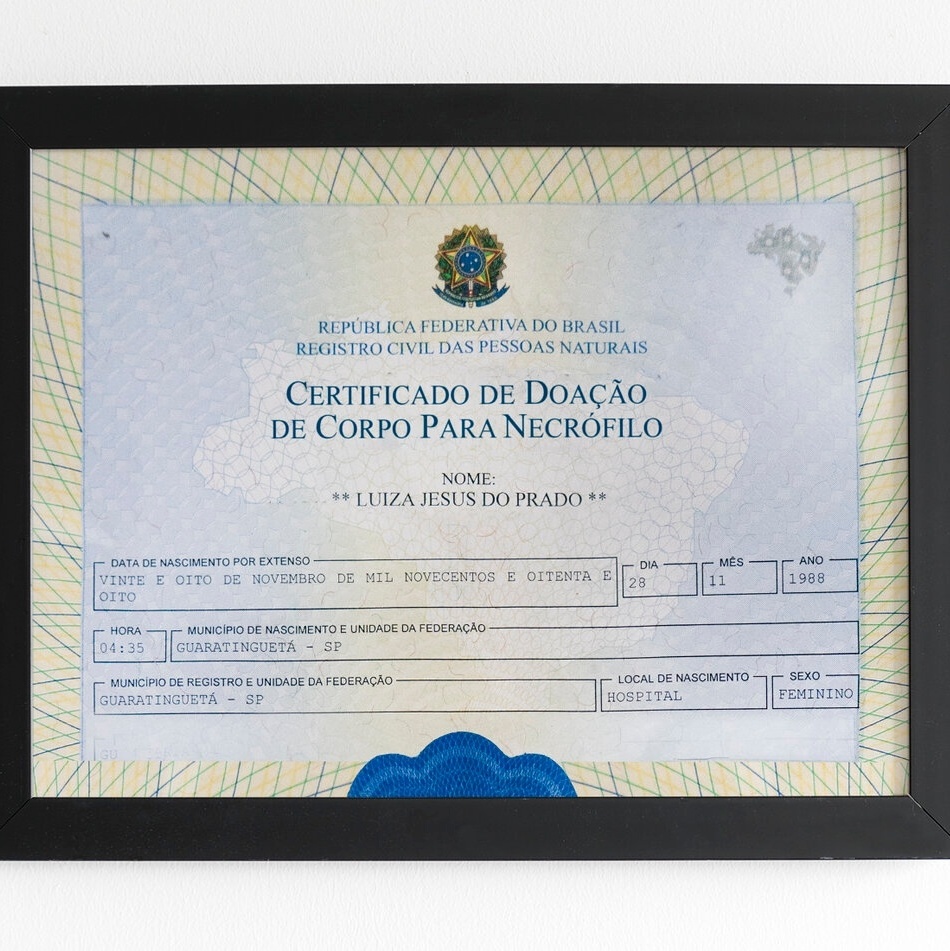 REPÚBLICA FEDERATIVA DO BRASIL
REGISTRO CIVIL DAS PESSOAS NATURAIS
CERTIFICADO DE DOAÇÃO
DE CORPO PARA NECRÓFILO
NOME:
** LUIZA JESUS DO PRADO **
DATA DE NASCIMENTO POR EXTENSO
VINTE E OITO DE NOVEMBRO DE MIL NOVECENTOS E OITENTA E
OITO
DIA
28
MÊS
11
ANO
1988
HORA
04:35
MUNICÍPIO DE NASCIMENTO E UNIDADE DA FEDERAÇÃO
GUARATINGUETÁ - SP
MUNICÍPIO DE REGISTRO E UNIDADE DA FEDERAÇÃO
GUARATINGUETÁ - SP
LOCAL DE NASCIMENTO
HOSPITAL
SEXO
FEMININO